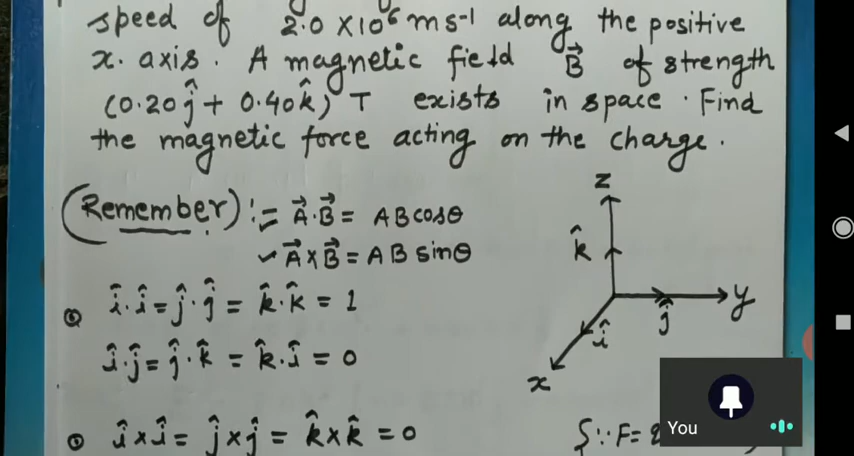 speed of 2.0 × 10⁶ ms⁻¹ along the positive
x. axis. A magnetic field B⃗ of strength
(0.20ĵ + 0.40k̂) T exists in space. Find
the magnetic force acting on the charge.
(Remember) :- A⃗.B⃗ = AB cosθ
A⃗×B⃗ = AB sinθ
î.î = ĵ.ĵ = k̂.k̂ = 1
î.ĵ = ĵ.k̂ = k̂.î = 0
î×î = ĵ×ĵ = k̂×k̂ = 0
z
k̂
y
ĵ
î
x
∵ F =
You